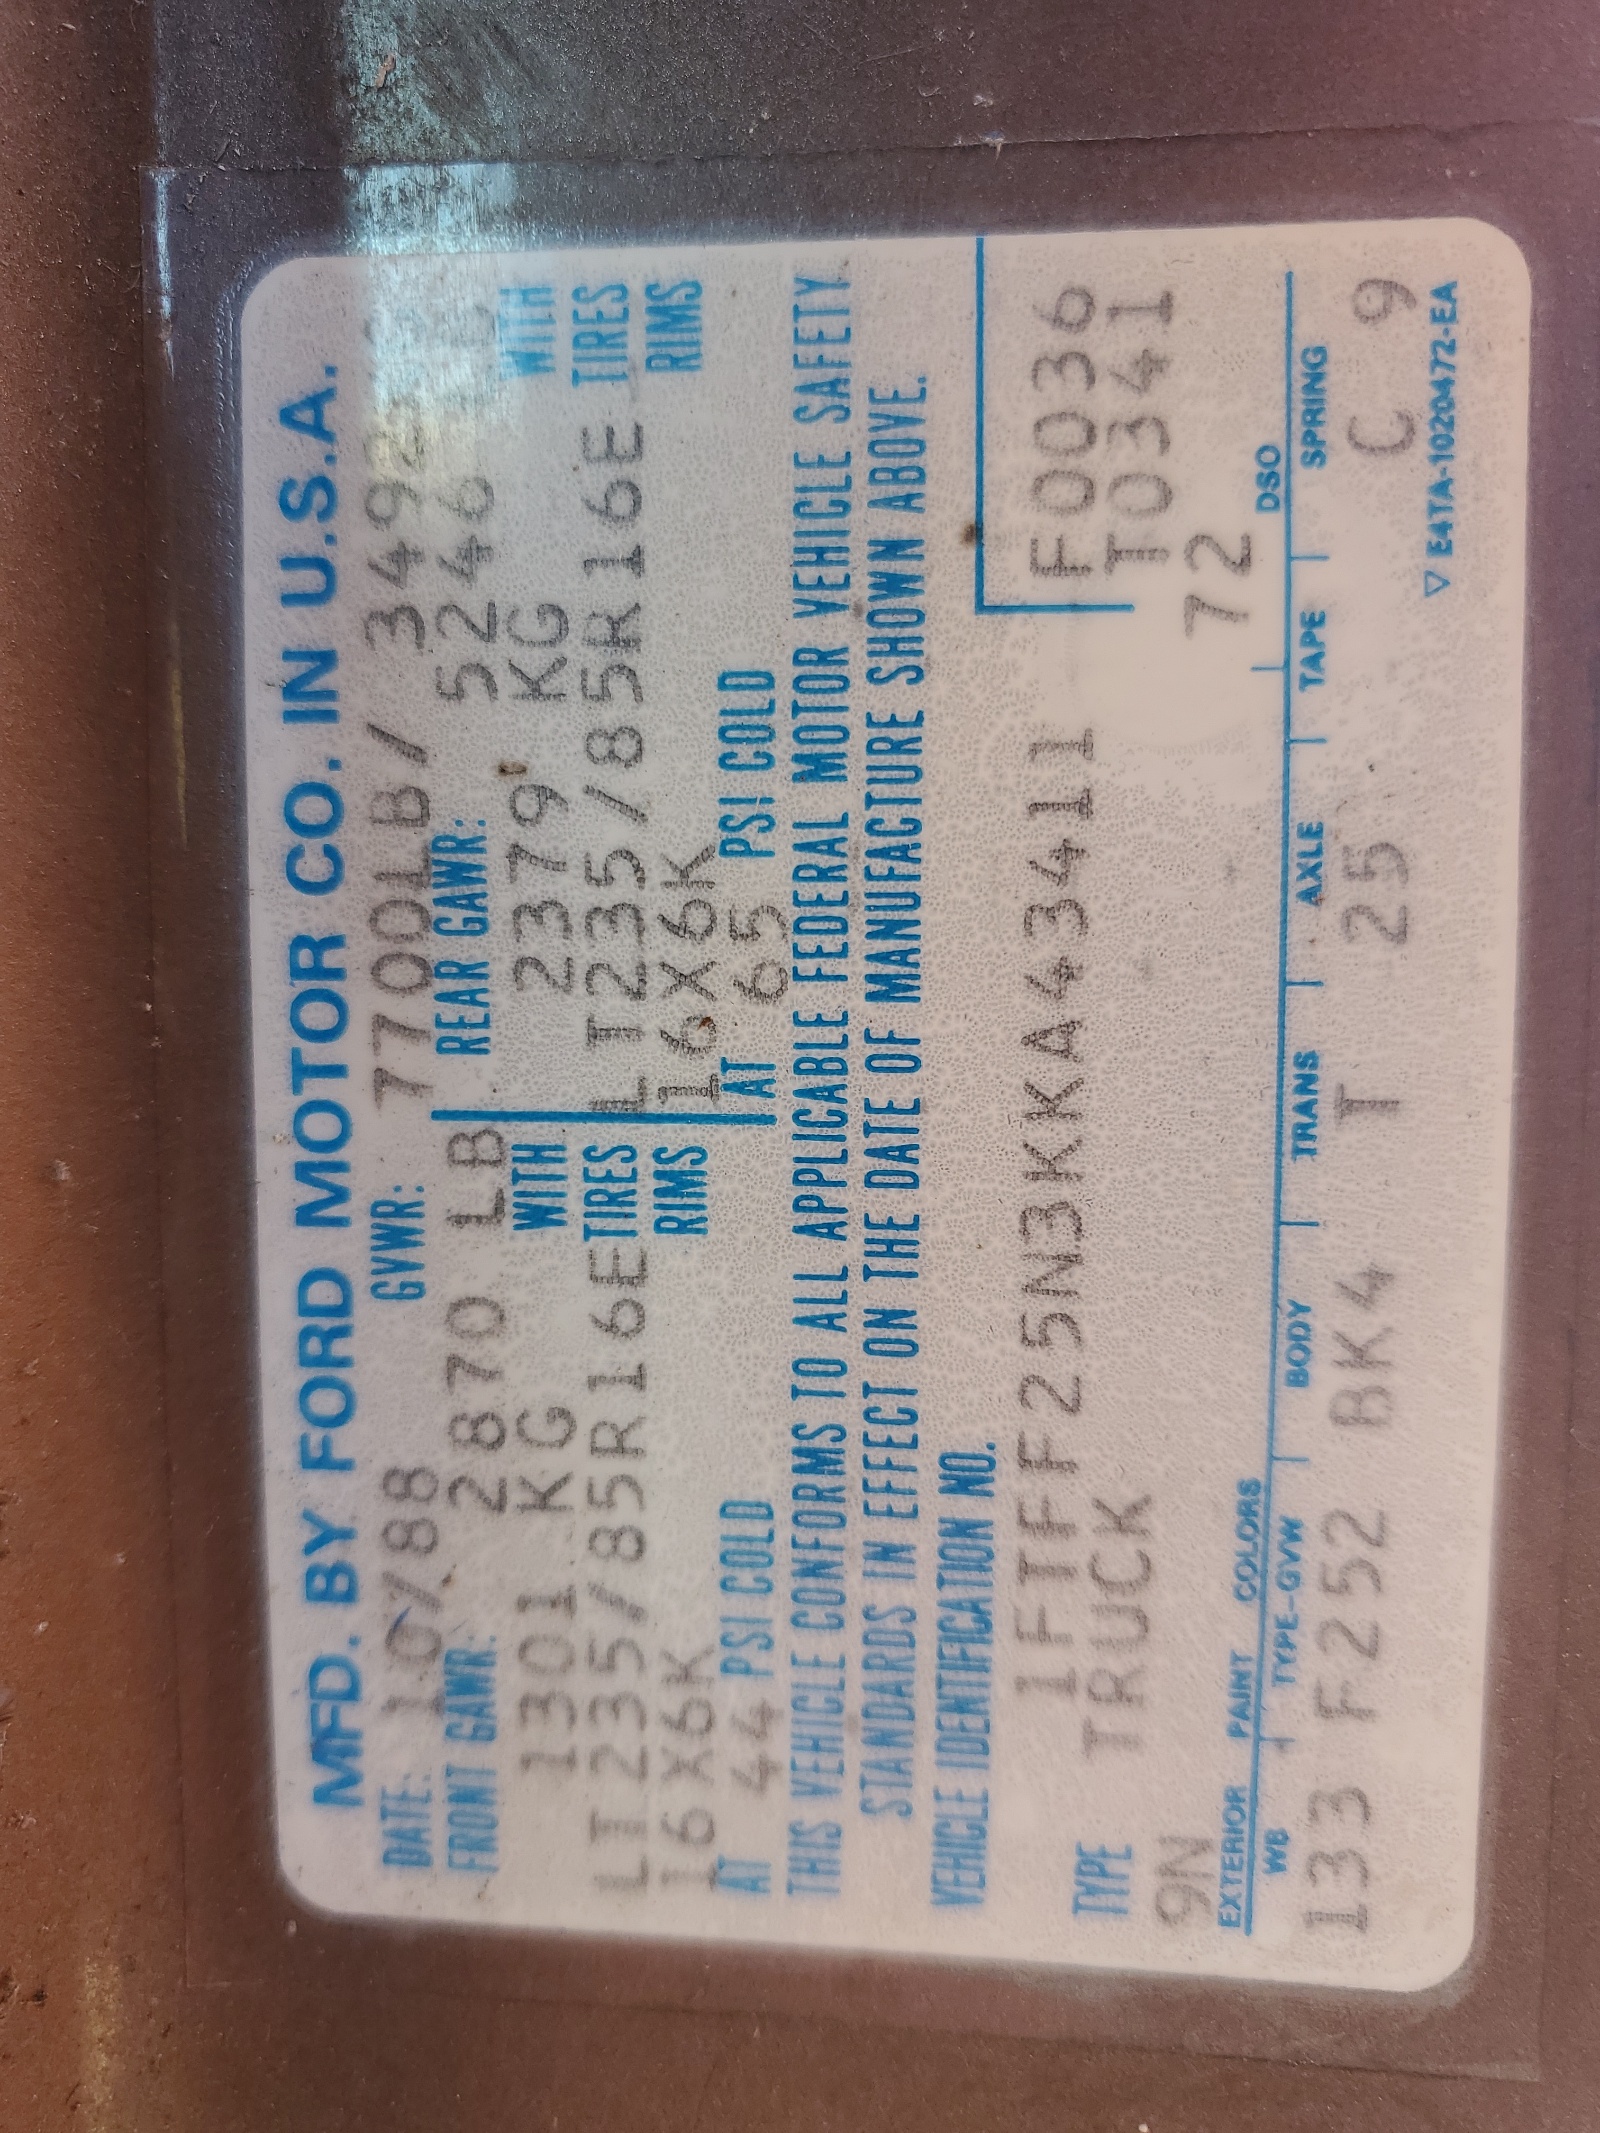 MFD. BY FORD MOTOR CO. IN U.S.A.
DATE: 10/88 GVWR: 7700LB/ 349
FRONT GAWR: 2870 LB REAR GAWR: 5246
1301 KG WITH 2379 KG WITH
LT235/85R16E TIRES LT235/85R16E TIRES
16X6K RIMS 16X6K RIMS
AT 44 PSI COLD AT 65 PSI COLD
THIS VEHICLE CONFORMS TO ALL APPLICABLE FEDERAL MOTOR VEHICLE SAFETY
STANDARDS IN EFFECT ON THE DATE OF MANUFACTURE SHOWN ABOVE.
VEHICLE IDENTIFICATION NO.
1FTFF25N3KKA43411 F0036
TYPE TRUCK T0341
9N 72
EXTERIOR PAINT COLORS DSO
WB TYPE-GVW BODY TRANS AXLE TAPE SPRING
133 F252 BK4 T 25 C 9
▽ E4TA-1020472-EA